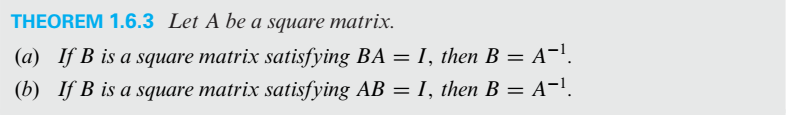 THEOREM 1.6.3 Let A be a square matrix.
(a) If B is a square matrix satisfying BA = I, then B = A⁻¹.
(b) If B is a square matrix satisfying AB = I, then B = A⁻¹.